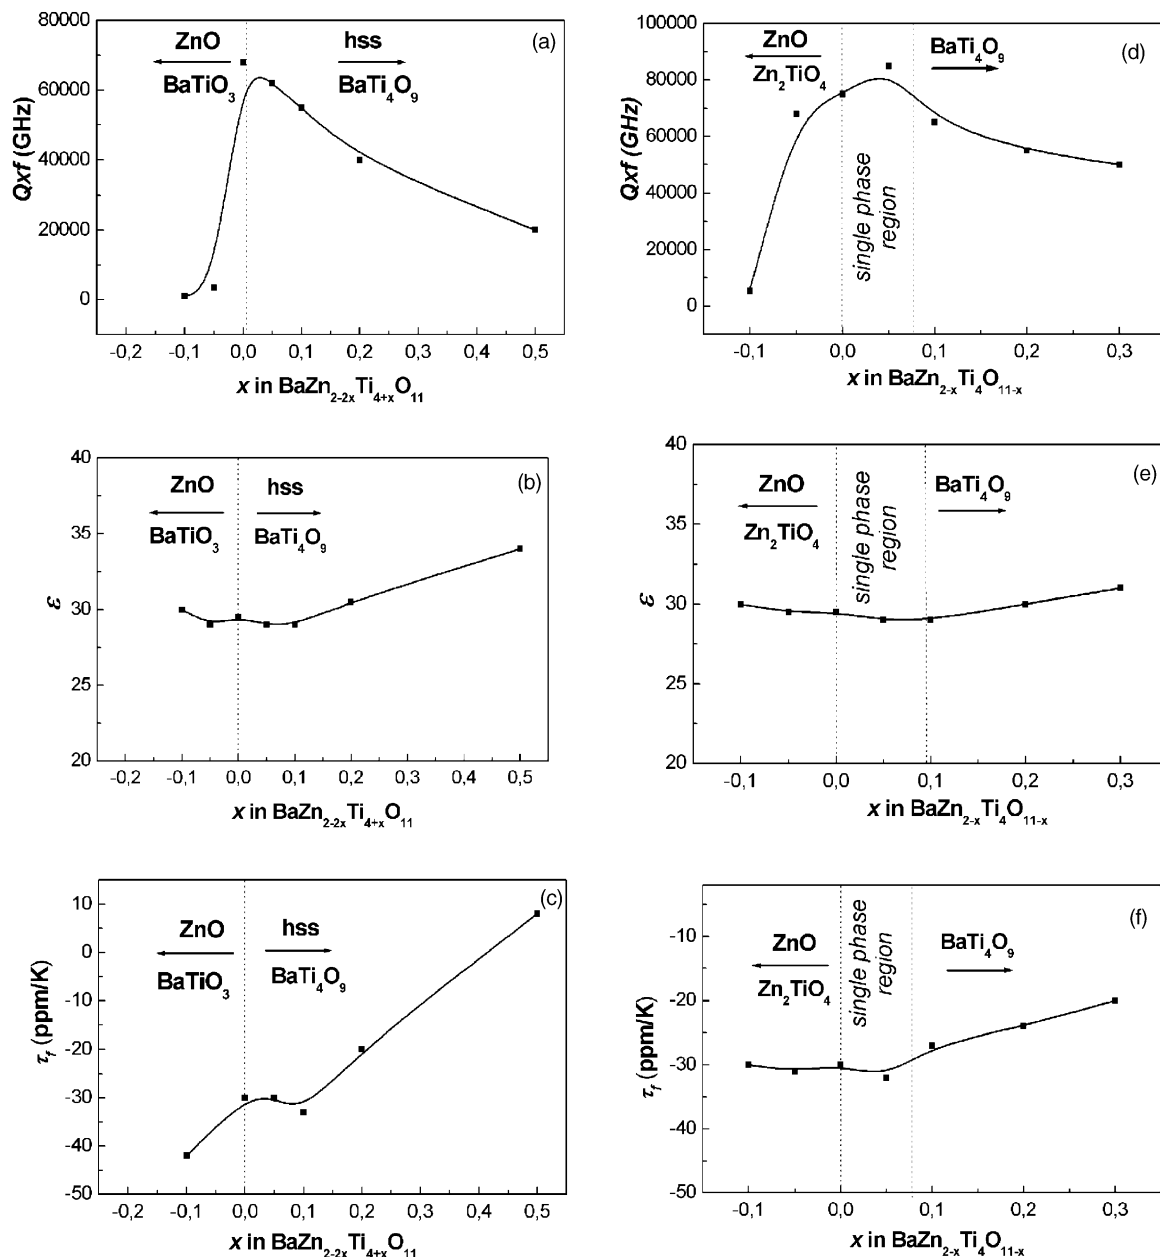 (a)
ZnO
BaTiO3
hss
BaTi4O9
80000
60000
40000
20000
0
Qxf (GHz)
-0,2 -0,1 0,0 0,1 0,2 0,3 0,4 0,5
x in BaZn2-2xTi4+xO11
(d)
ZnO
Zn2TiO4
BaTi4O9
single phase
region
100000
80000
60000
40000
20000
0
Qxf (GHz)
-0,1 0,0 0,1 0,2 0,3
x in BaZn2-xTi4O11-x
(b)
ZnO
BaTiO3
hss
BaTi4O9
40
35
30
25
20
ε
-0,2 -0,1 0,0 0,1 0,2 0,3 0,4 0,5
x in BaZn2-2xTi4+xO11
(e)
ZnO
Zn2TiO4
single phase
region
BaTi4O9
40
35
30
25
20
ε
-0,1 0,0 0,1 0,2 0,3
x in BaZn2-xTi4O11-x
(c)
ZnO
BaTiO3
hss
BaTi4O9
10
0
-10
-20
-30
-40
-50
τf (ppm/K)
-0,2 -0,1 0,0 0,1 0,2 0,3 0,4 0,5
x in BaZn2-2xTi4+xO11
(f)
ZnO
Zn2TiO4
single phase
region
BaTi4O9
-10
-20
-30
-40
-50
τf (ppm/K)
-0,1 0,0 0,1 0,2 0,3
x in BaZn2-xTi4O11-x